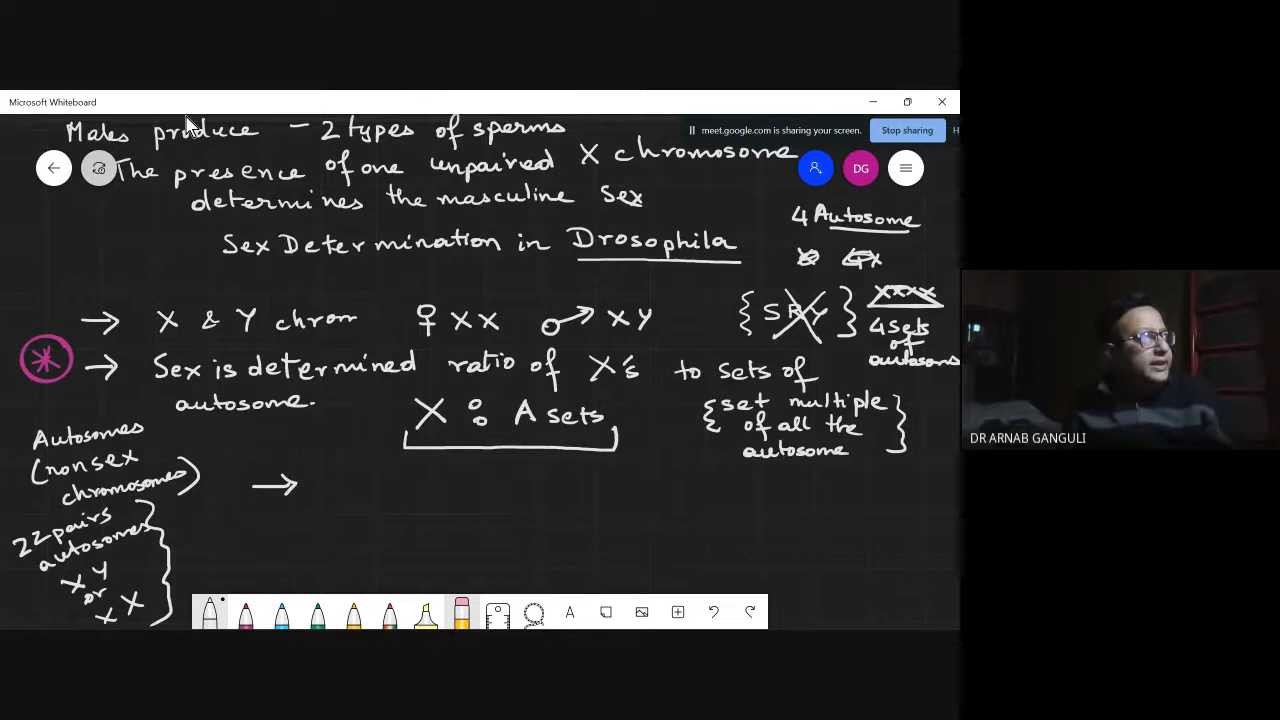 Microsoft Whiteboard
Males produce - 2 types of sperms
meet.google.com is sharing your screen.
Stop sharing
H
The presence of one unpaired X chromosome
DG
determines the masculine Sex
4 Autosome
Sex Determination in Drosophila
→ X & Y chrom ♀ XX ♂ XY
{SRY}
XXXX
4 sets
of
autosoms
→ Sex is determined ratio of X's to sets of
autosome.
X : A sets
{set multiple
of all the
autosome}
Autosomes
(nonsex
chromosomes)
→
22 pairs
autosomes
XY
or
XX
A
DR ARNAB GANGULI